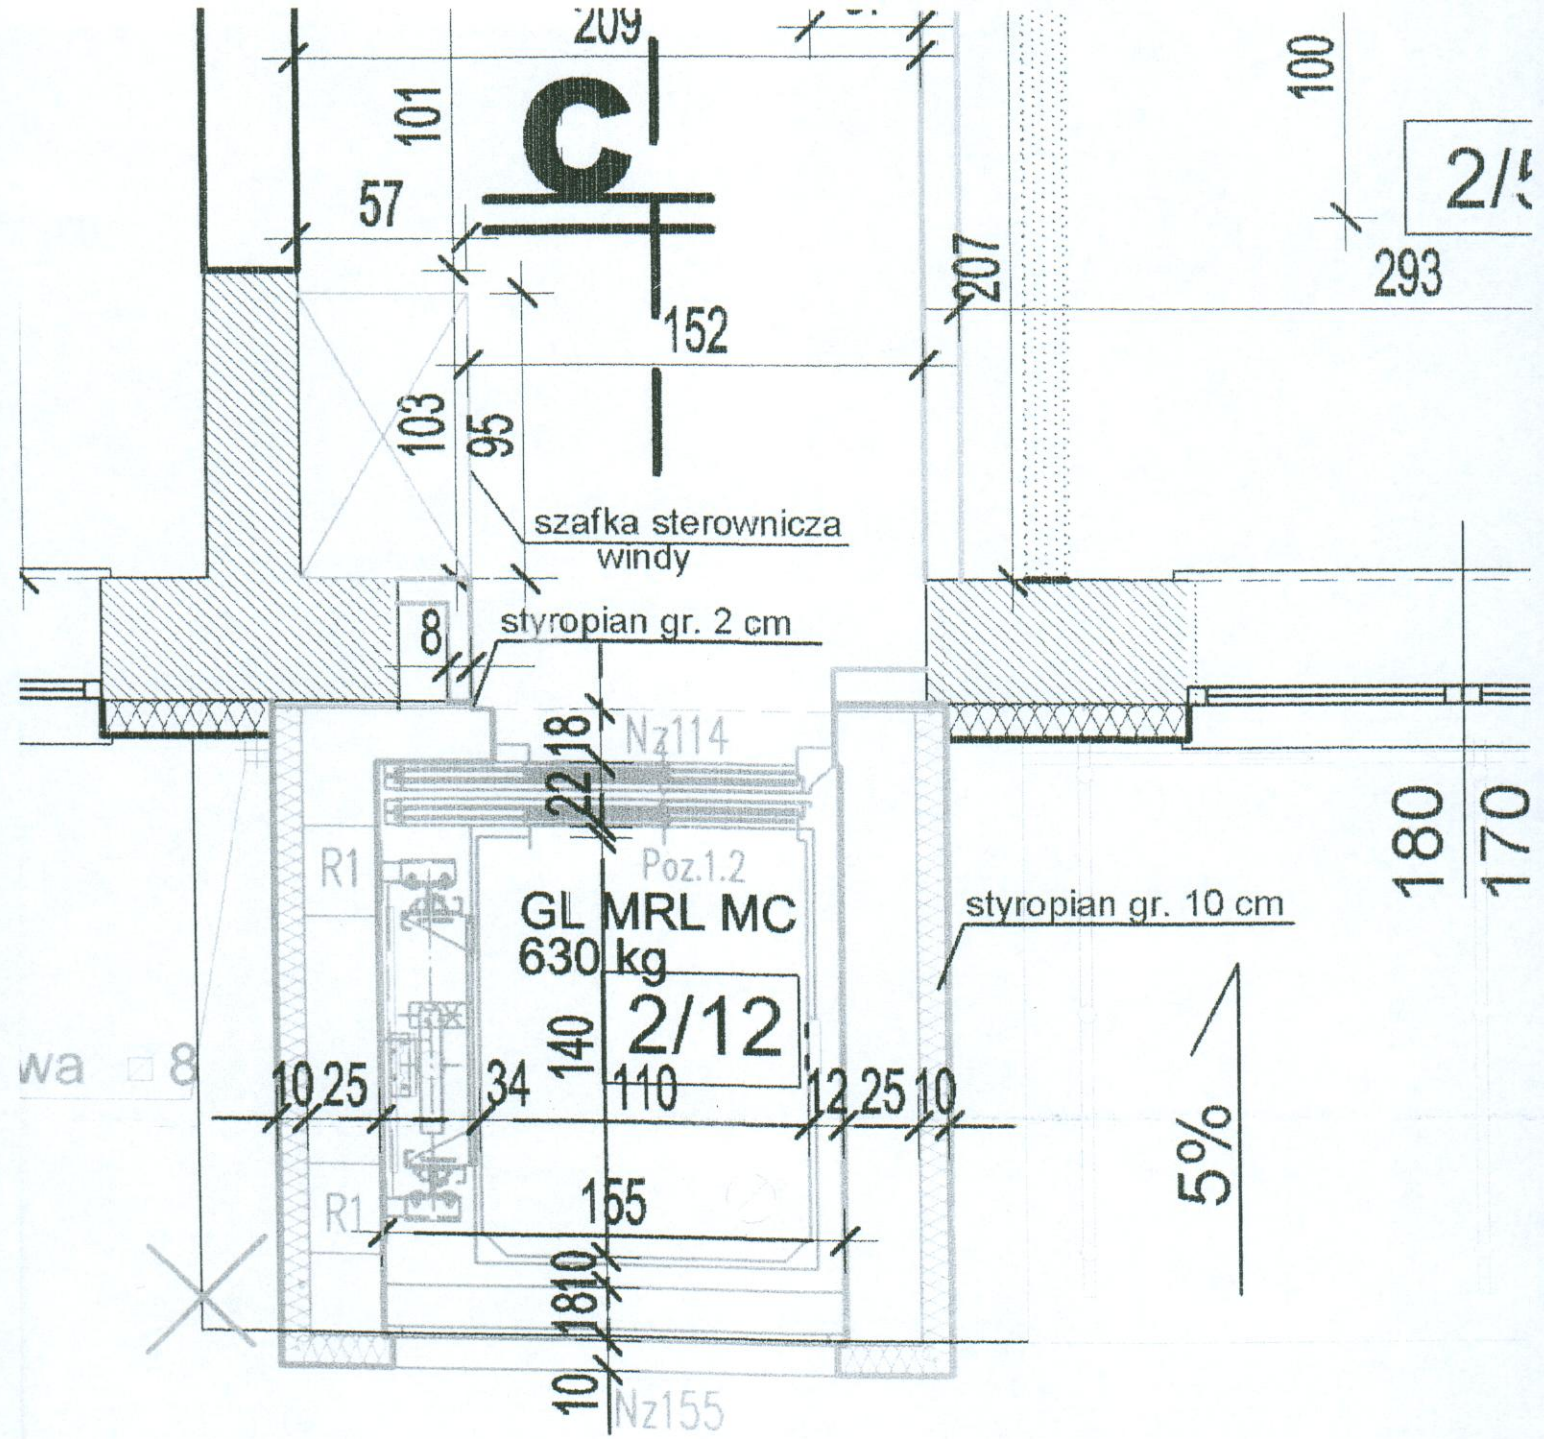 209
101
C
100
57
2/5
207
293
152
103
95
szafka sterownicza
windy
styropian gr. 2 cm
8
18
Nz114
22
180
170
R1
Poz.1.2
GL MRL MC
630 kg
styropian gr. 10 cm
2/12
140
wa □ 8
10 25 34 110 12 25 10
5%
R1
155
10
18
10
Nz155